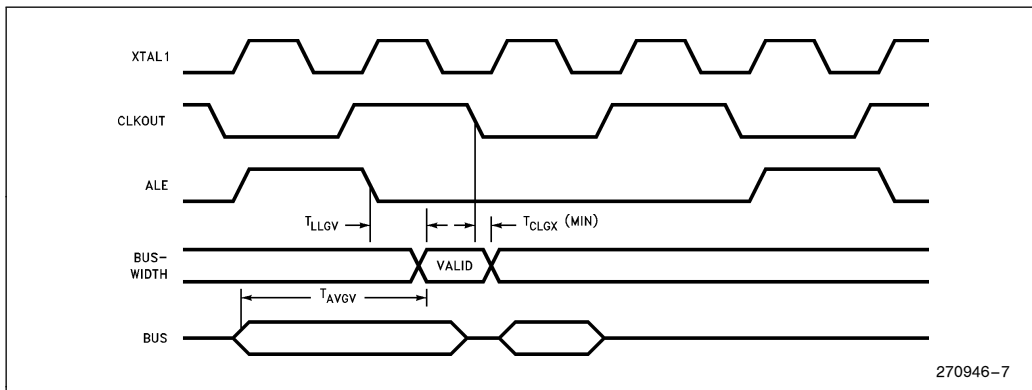 XTAL1
CLKOUT
ALE
TLLGV
TCLGX (MIN)
BUS-
WIDTH
VALID
TAVGV
BUS
270946-7